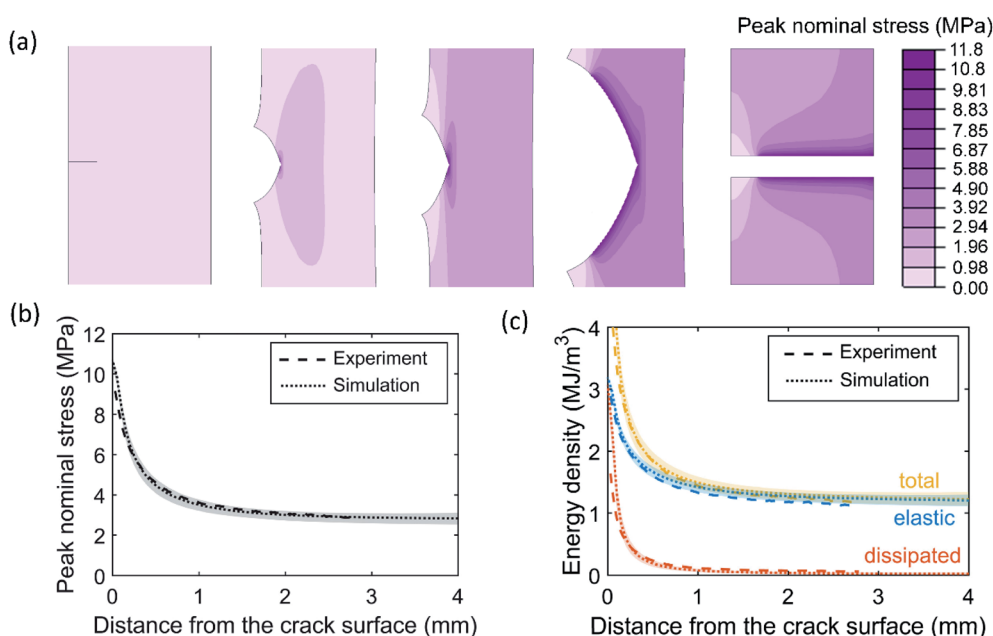 (a)
Peak nominal stress (MPa)
11.8
10.8
9.81
8.83
7.85
6.87
5.88
4.90
3.92
2.94
1.96
0.98
0.00
(b)
Peak nominal stress (MPa)
12
10
8
6
4
2
0
Experiment
Simulation
0 1 2 3 4
Distance from the crack surface (mm)
(c)
Energy density (MJ/m³)
4
3
2
1
0
Experiment
Simulation
total
elastic
dissipated
0 1 2 3 4
Distance from the crack surface (mm)